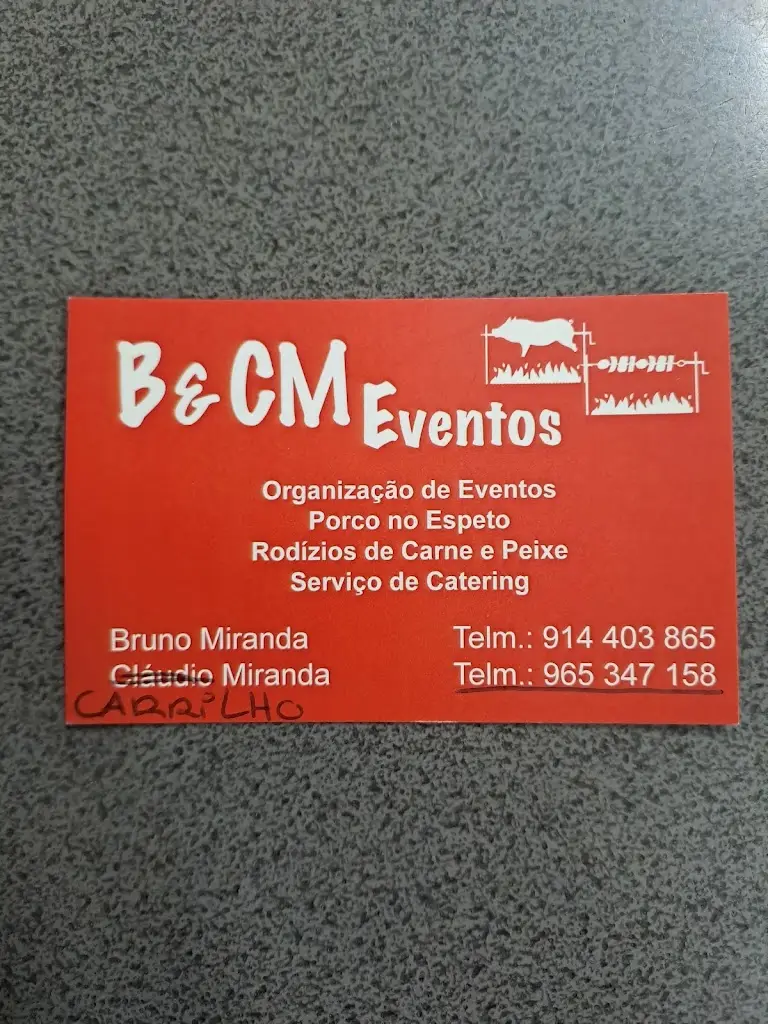 B & CM Eventos
Organização de Eventos
Porco no Espeto
Rodízios de Carne e Peixe
Serviço de Catering
Bruno Miranda Telm.: 914 403 865
Cláudio Miranda Telm.: 965 347 158
CARRILHO